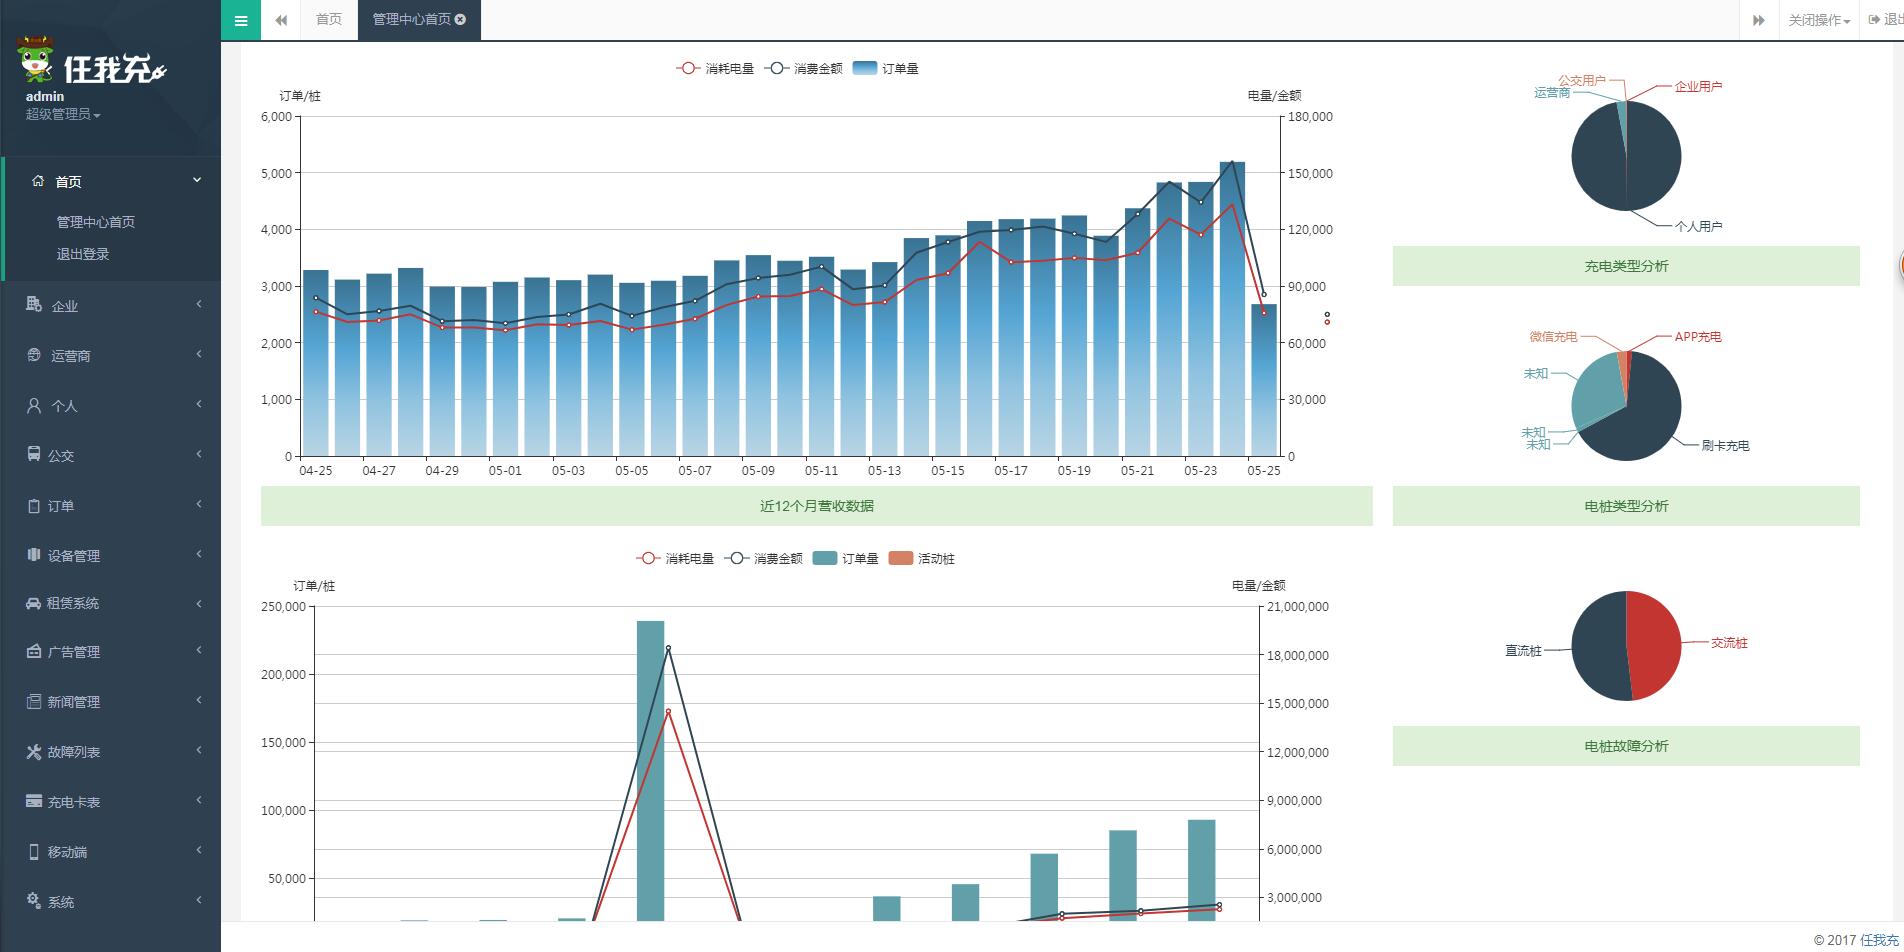 任我充
admin
超级管理员
首页
管理中心首页
退出登录
企业
运营商
个人
公交
订单
设备管理
租赁系统
广告管理
新闻管理
故障列表
充电卡表
移动端
系统
首页 管理中心首页 关闭操作 退出
消耗电量 消费金额 订单量
订单/桩 电量/金额
6,000 180,000
5,000 150,000
4,000 120,000
3,000 90,000
2,000 60,000
1,000 30,000
0 0
04-25 04-27 04-29 05-01 05-03 05-05 05-07 05-09 05-11 05-13 05-15 05-17 05-19 05-21 05-23 05-25
近12个月营收数据
消耗电量 消费金额 订单量 活动桩
订单/桩 电量/金额
250,000 21,000,000
18,000,000
200,000
15,000,000
150,000
12,000,000
100,000
9,000,000
6,000,000
50,000
3,000,000
公交用户
企业用户
运营商
个人用户
充电类型分析
微信充电 APP充电
未知
未知
未知
刷卡充电
电桩类型分析
直流桩 交流桩
电桩故障分析
© 2017 任我充